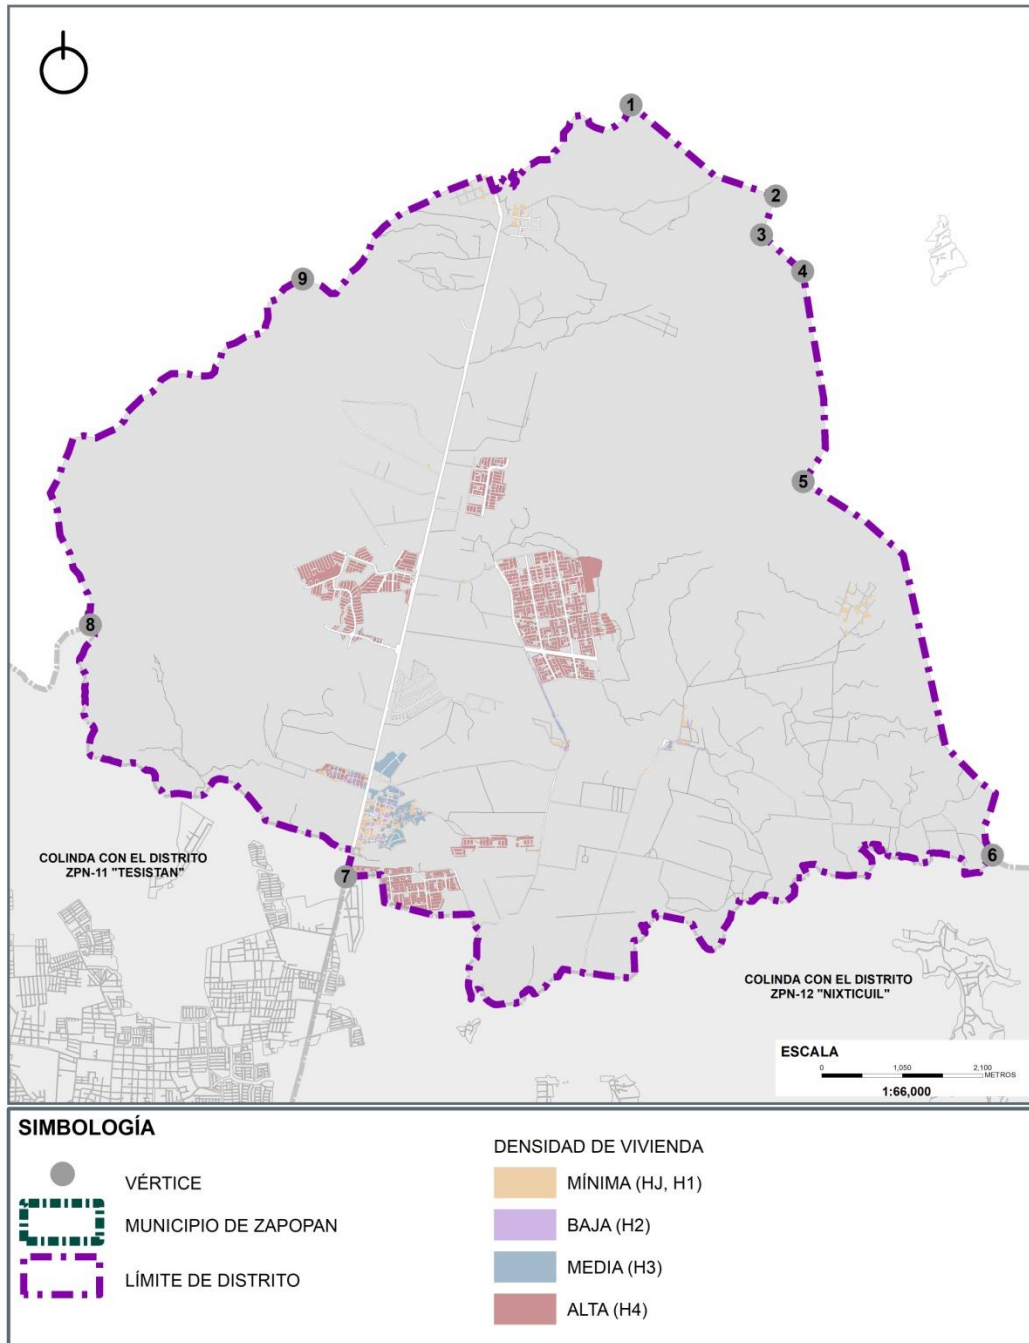 1
2
3
4
9
5
8
6
7
COLINDA CON EL DISTRITO
ZPN-11 "TESISTAN"
COLINDA CON EL DISTRITO
ZPN-12 "NIXTICUIL"
ESCALA
0 1,050 2,100
METROS
1:66,000
SIMBOLOGÍA
VÉRTICE
MUNICIPIO DE ZAPOPAN
LÍMITE DE DISTRITO
DENSIDAD DE VIVIENDA
MÍNIMA (HJ, H1)
BAJA (H2)
MEDIA (H3)
ALTA (H4)